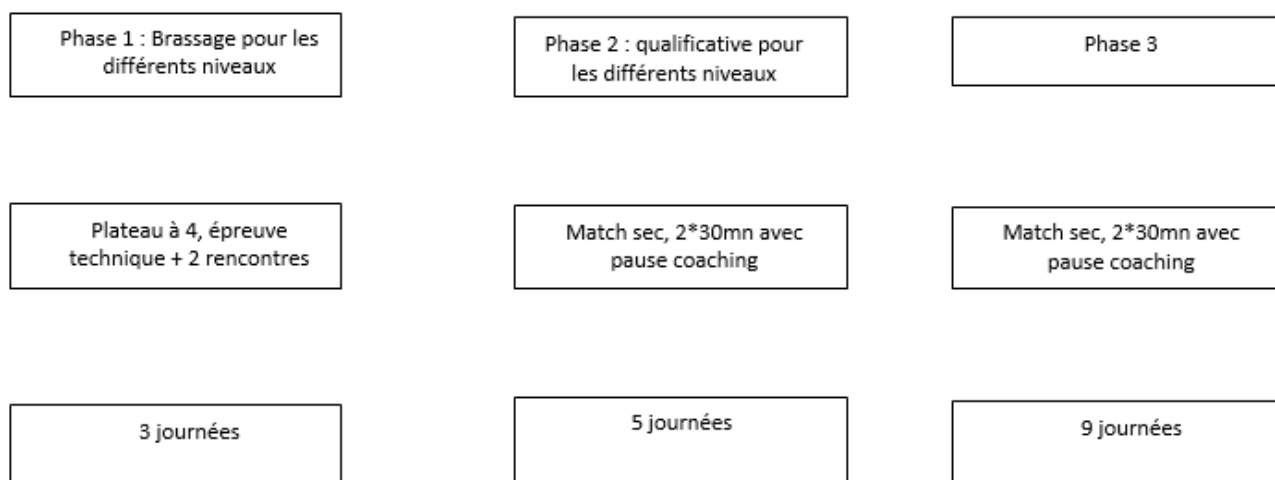 Phase 1 : Brassage pour les
différents niveaux
Phase 2 : qualificative pour
les différents niveaux
Phase 3
Plateau à 4, épreuve
technique + 2 rencontres
Match sec, 2*30mn avec
pause coaching
Match sec, 2*30mn avec
pause coaching
3 journées
5 journées
9 journées